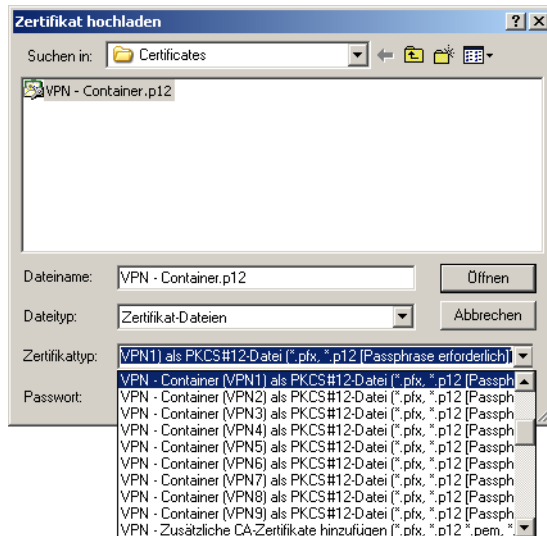 Zertifikat hochladen
Suchen in: Certificates
VPN - Container.p12
Dateiname: VPN - Container.p12 Öffnen
Dateityp: Zertifikat-Dateien Abbrechen
Zertifikattyp: VPN1) als PKCS#12-Datei (*.pfx, *.p12 [Passphrase erforderlich]
Passwort:
VPN - Container (VPN1) als PKCS#12-Datei (*.pfx, *.p12 [Passph
VPN - Container (VPN2) als PKCS#12-Datei (*.pfx, *.p12 [Passph
VPN - Container (VPN3) als PKCS#12-Datei (*.pfx, *.p12 [Passph
VPN - Container (VPN4) als PKCS#12-Datei (*.pfx, *.p12 [Passph
VPN - Container (VPN5) als PKCS#12-Datei (*.pfx, *.p12 [Passph
VPN - Container (VPN6) als PKCS#12-Datei (*.pfx, *.p12 [Passph
VPN - Container (VPN7) als PKCS#12-Datei (*.pfx, *.p12 [Passph
VPN - Container (VPN8) als PKCS#12-Datei (*.pfx, *.p12 [Passph
VPN - Container (VPN9) als PKCS#12-Datei (*.pfx, *.p12 [Passph
VPN - Zusätzliche CA-Zertifikate hinzufügen (*.pfx, *.p12 *.pem, *.